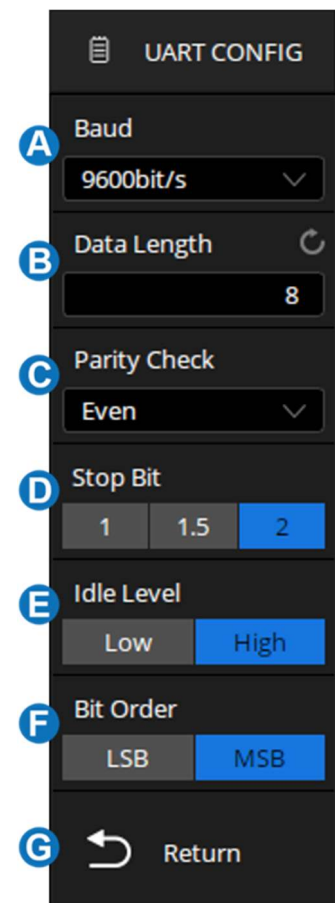 UART CONFIG
A
Baud
9600bit/s
B
Data Length
8
C
Parity Check
Even
D
Stop Bit
1 1.5 2
E
Idle Level
Low High
F
Bit Order
LSB MSB
G
Return